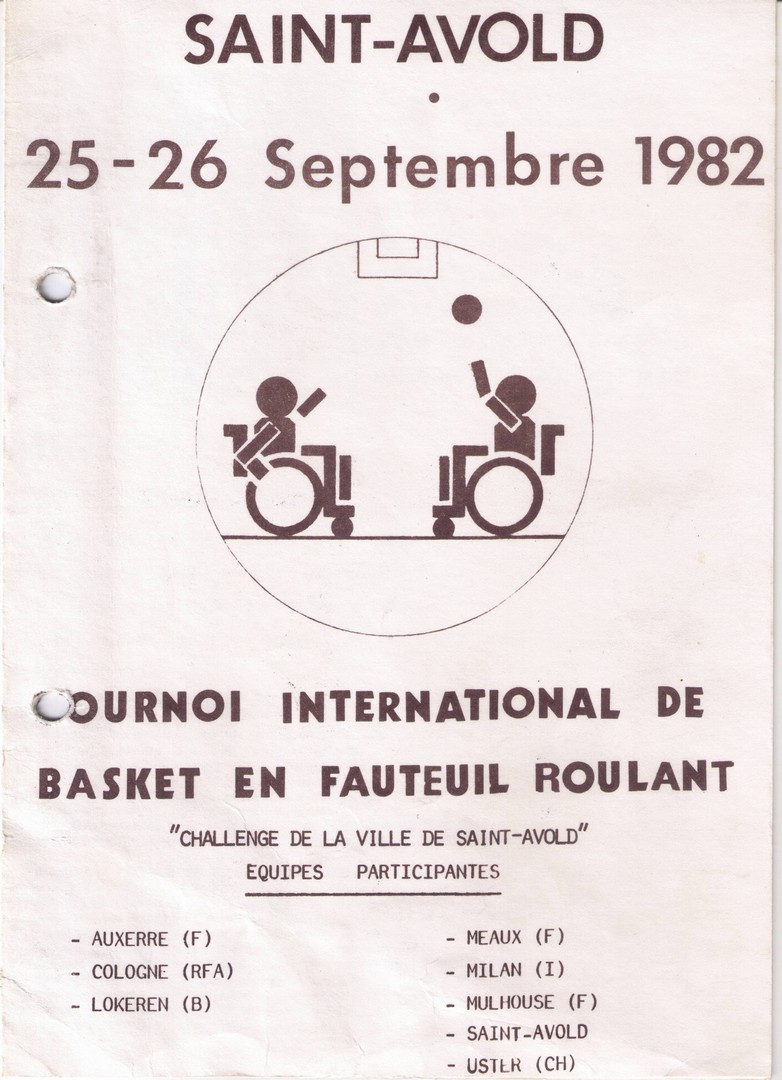 SAINT-AVOLD
25-26 Septembre 1982
OURNOI INTERNATIONAL DE
BASKET EN FAUTEUIL ROULANT
"CHALLENGE DE LA VILLE DE SAINT-AVOLD"
EQUIPES PARTICIPANTES
- AUXERRE (F)
- COLOGNE (RFA)
- LOKEREN (B)
- MEAUX (F)
- MILAN (I)
- MULHOUSE (F)
- SAINT-AVOLD
- USTER (CH)